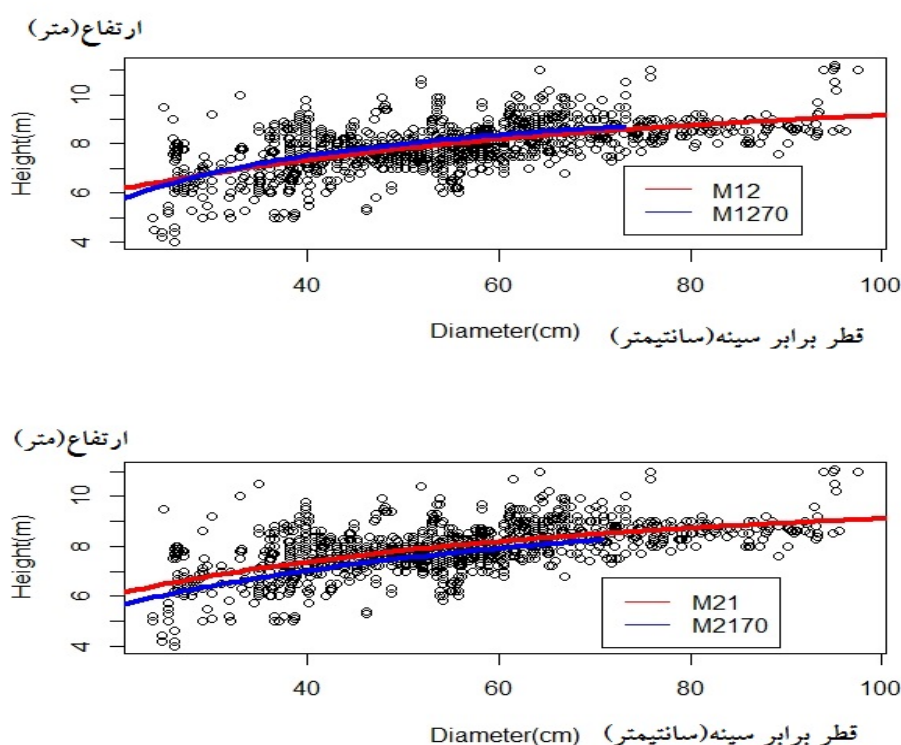 ارتفاع(متر)
Height(m)
10
8
6
4
M12
M1270
40 60 80 100
Diameter(cm) قطر برابر سینه(سانتیمتر)
ارتفاع(متر)
Height(m)
10
8
6
4
M21
M2170
40 60 80 100
Diameter(cm) قطر برابر سینه(سانتیمتر)